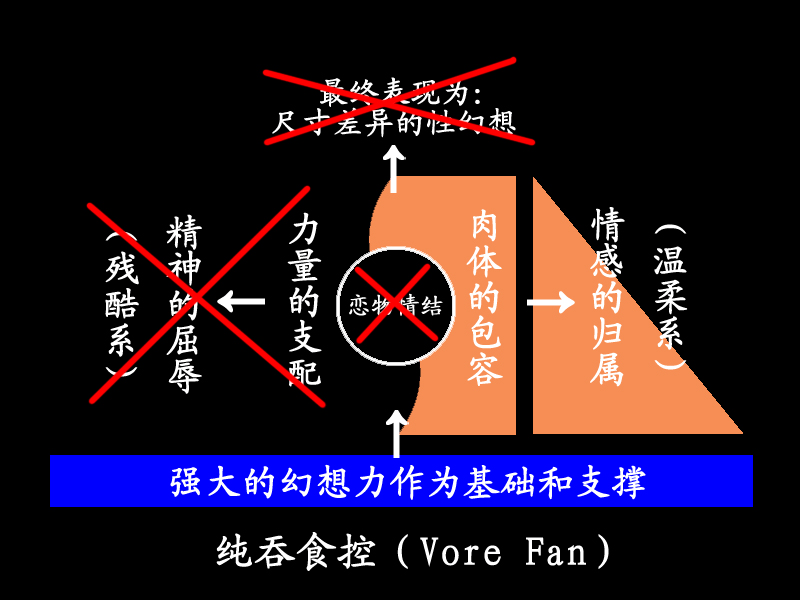 最终表现为：
尺寸差异的性幻想
（残酷系）
精神的屈辱
力量的支配
恋物情结
肉体的包容
情感的归属
（温柔系）
强大的幻想力作为基础和支撑
纯吞食控（Vore Fan）